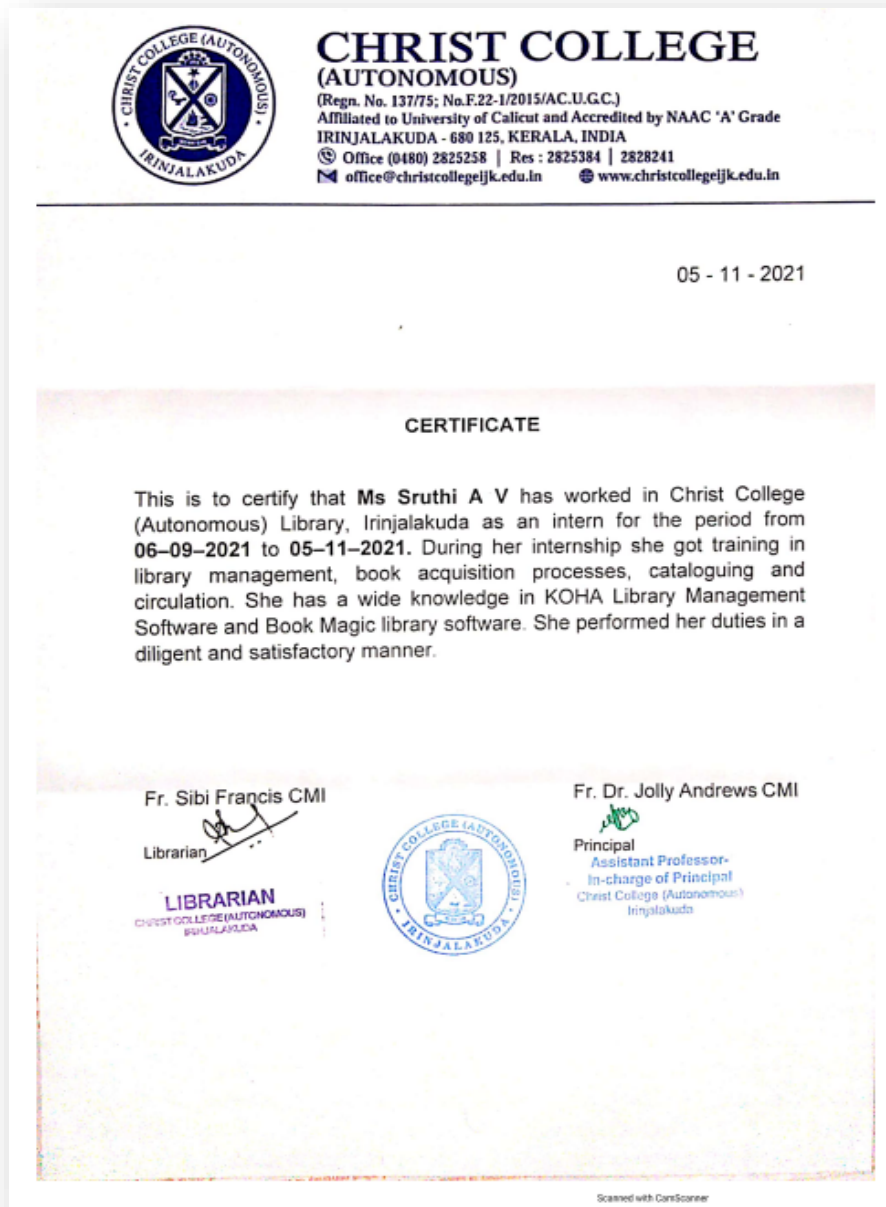 CHRIST COLLEGE (AUTONOMOUS)
IRINJALAKUDA
CHRIST COLLEGE
(AUTONOMOUS)
(Regn. No. 137/75; No.F.22-1/2015/AC.U.G.C.)
Affiliated to University of Calicut and Accredited by NAAC 'A' Grade
IRINJALAKUDA - 680 125, KERALA, INDIA
Office (0480) 2825258 | Res : 2825384 | 2828241
office@christcollegeijk.edu.in www.christcollegeijk.edu.in
05 - 11 - 2021
CERTIFICATE
This is to certify that Ms Sruthi A V has worked in Christ College
(Autonomous) Library, Irinjalakuda as an intern for the period from
06–09–2021 to 05–11–2021. During her internship she got training in
library management, book acquisition processes, cataloguing and
circulation. She has a wide knowledge in KOHA Library Management
Software and Book Magic library software. She performed her duties in a
diligent and satisfactory manner.
Fr. Sibi Francis CMI
Librarian
LIBRARIAN
CHRIST COLLEGE (AUTONOMOUS)
IRINJALAKUDA
CHRIST COLLEGE (AUTONOMOUS)
IRINJALAKUDA
Fr. Dr. Jolly Andrews CMI
Principal
Assistant Professor-
In-charge of Principal
Christ College (Autonomous)
Irinjalakuda
Scanned with CamScanner